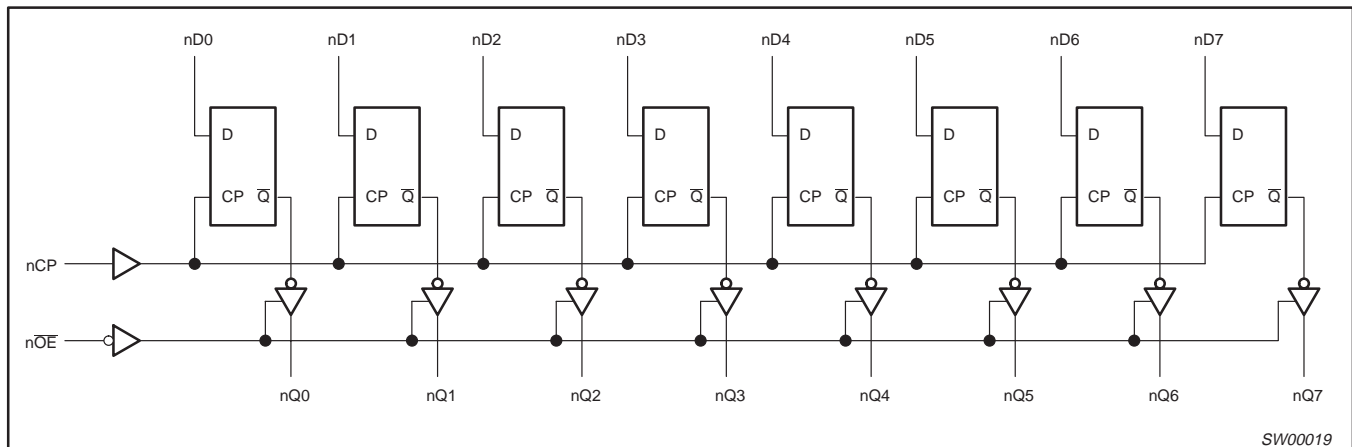 nD0 nD1 nD2 nD3 nD4 nD5 nD6 nD7
D D D D D D D D
CP Q̅ CP Q̅ CP Q̅ CP Q̅ CP Q̅ CP Q̅ CP Q̅ CP Q̅
nCP
nO̅E̅
nQ0 nQ1 nQ2 nQ3 nQ4 nQ5 nQ6 nQ7
SW00019